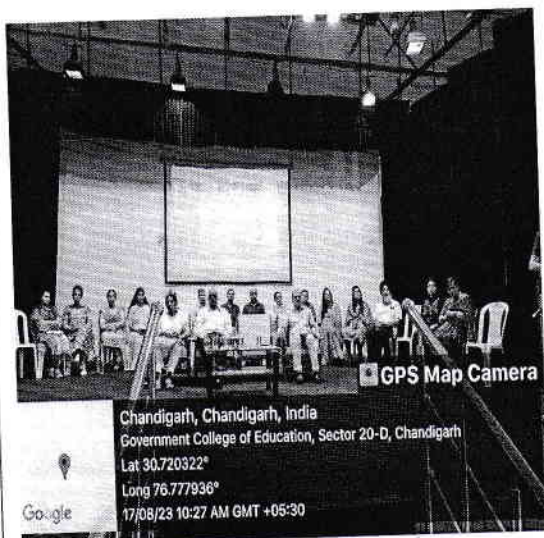 GPS Map Camera
Chandigarh, Chandigarh, India
Government College of Education, Sector 20-D, Chandigarh
Lat 30.720322°
Long 76.777936°
17/08/23 10:27 AM GMT +05:30
Google